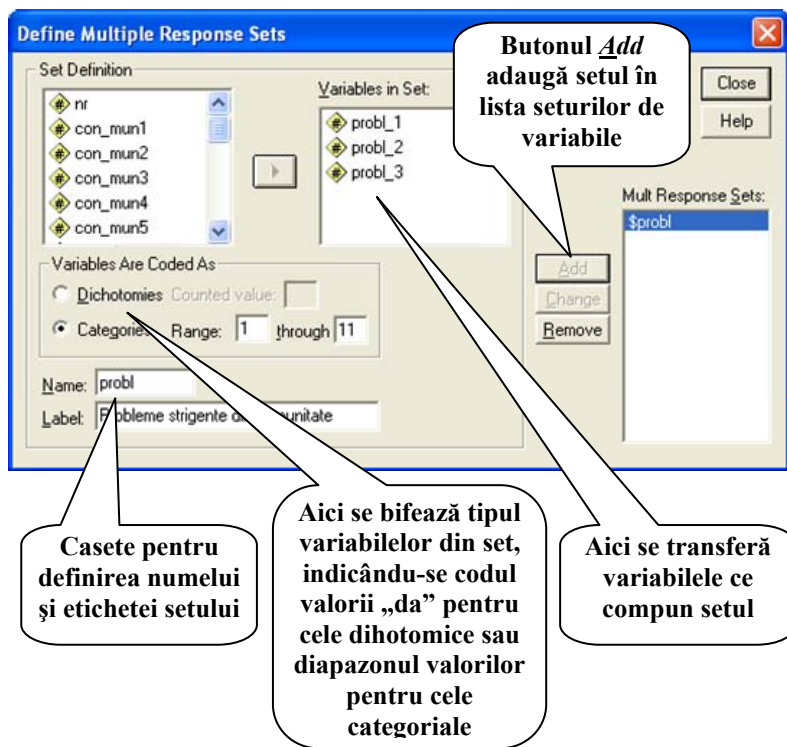 Define Multiple Response Sets
Butonul Add
adaugă setul în
lista seturilor de
variabile
Set Definition
nr
con_mun1
con_mun2
con_mun3
con_mun4
con_mun5
Variables in Set:
probl_1
probl_2
probl_3
Close
Help
Mult Response Sets:
$probl
Variables Are Coded As
Dichotomies Counted value:
Categories Range: 1 through 11
Add
Change
Remove
Name: probl
Label: Probleme strigente unitate
Casete pentru
definirea numelui
şi etichetei setului
Aici se bifează tipul
variabilelor din set,
indicându-se codul
valorii „da” pentru
cele dihotomice sau
diapazonul valorilor
pentru cele
categoriale
Aici se transferă
variabilele ce
compun setul